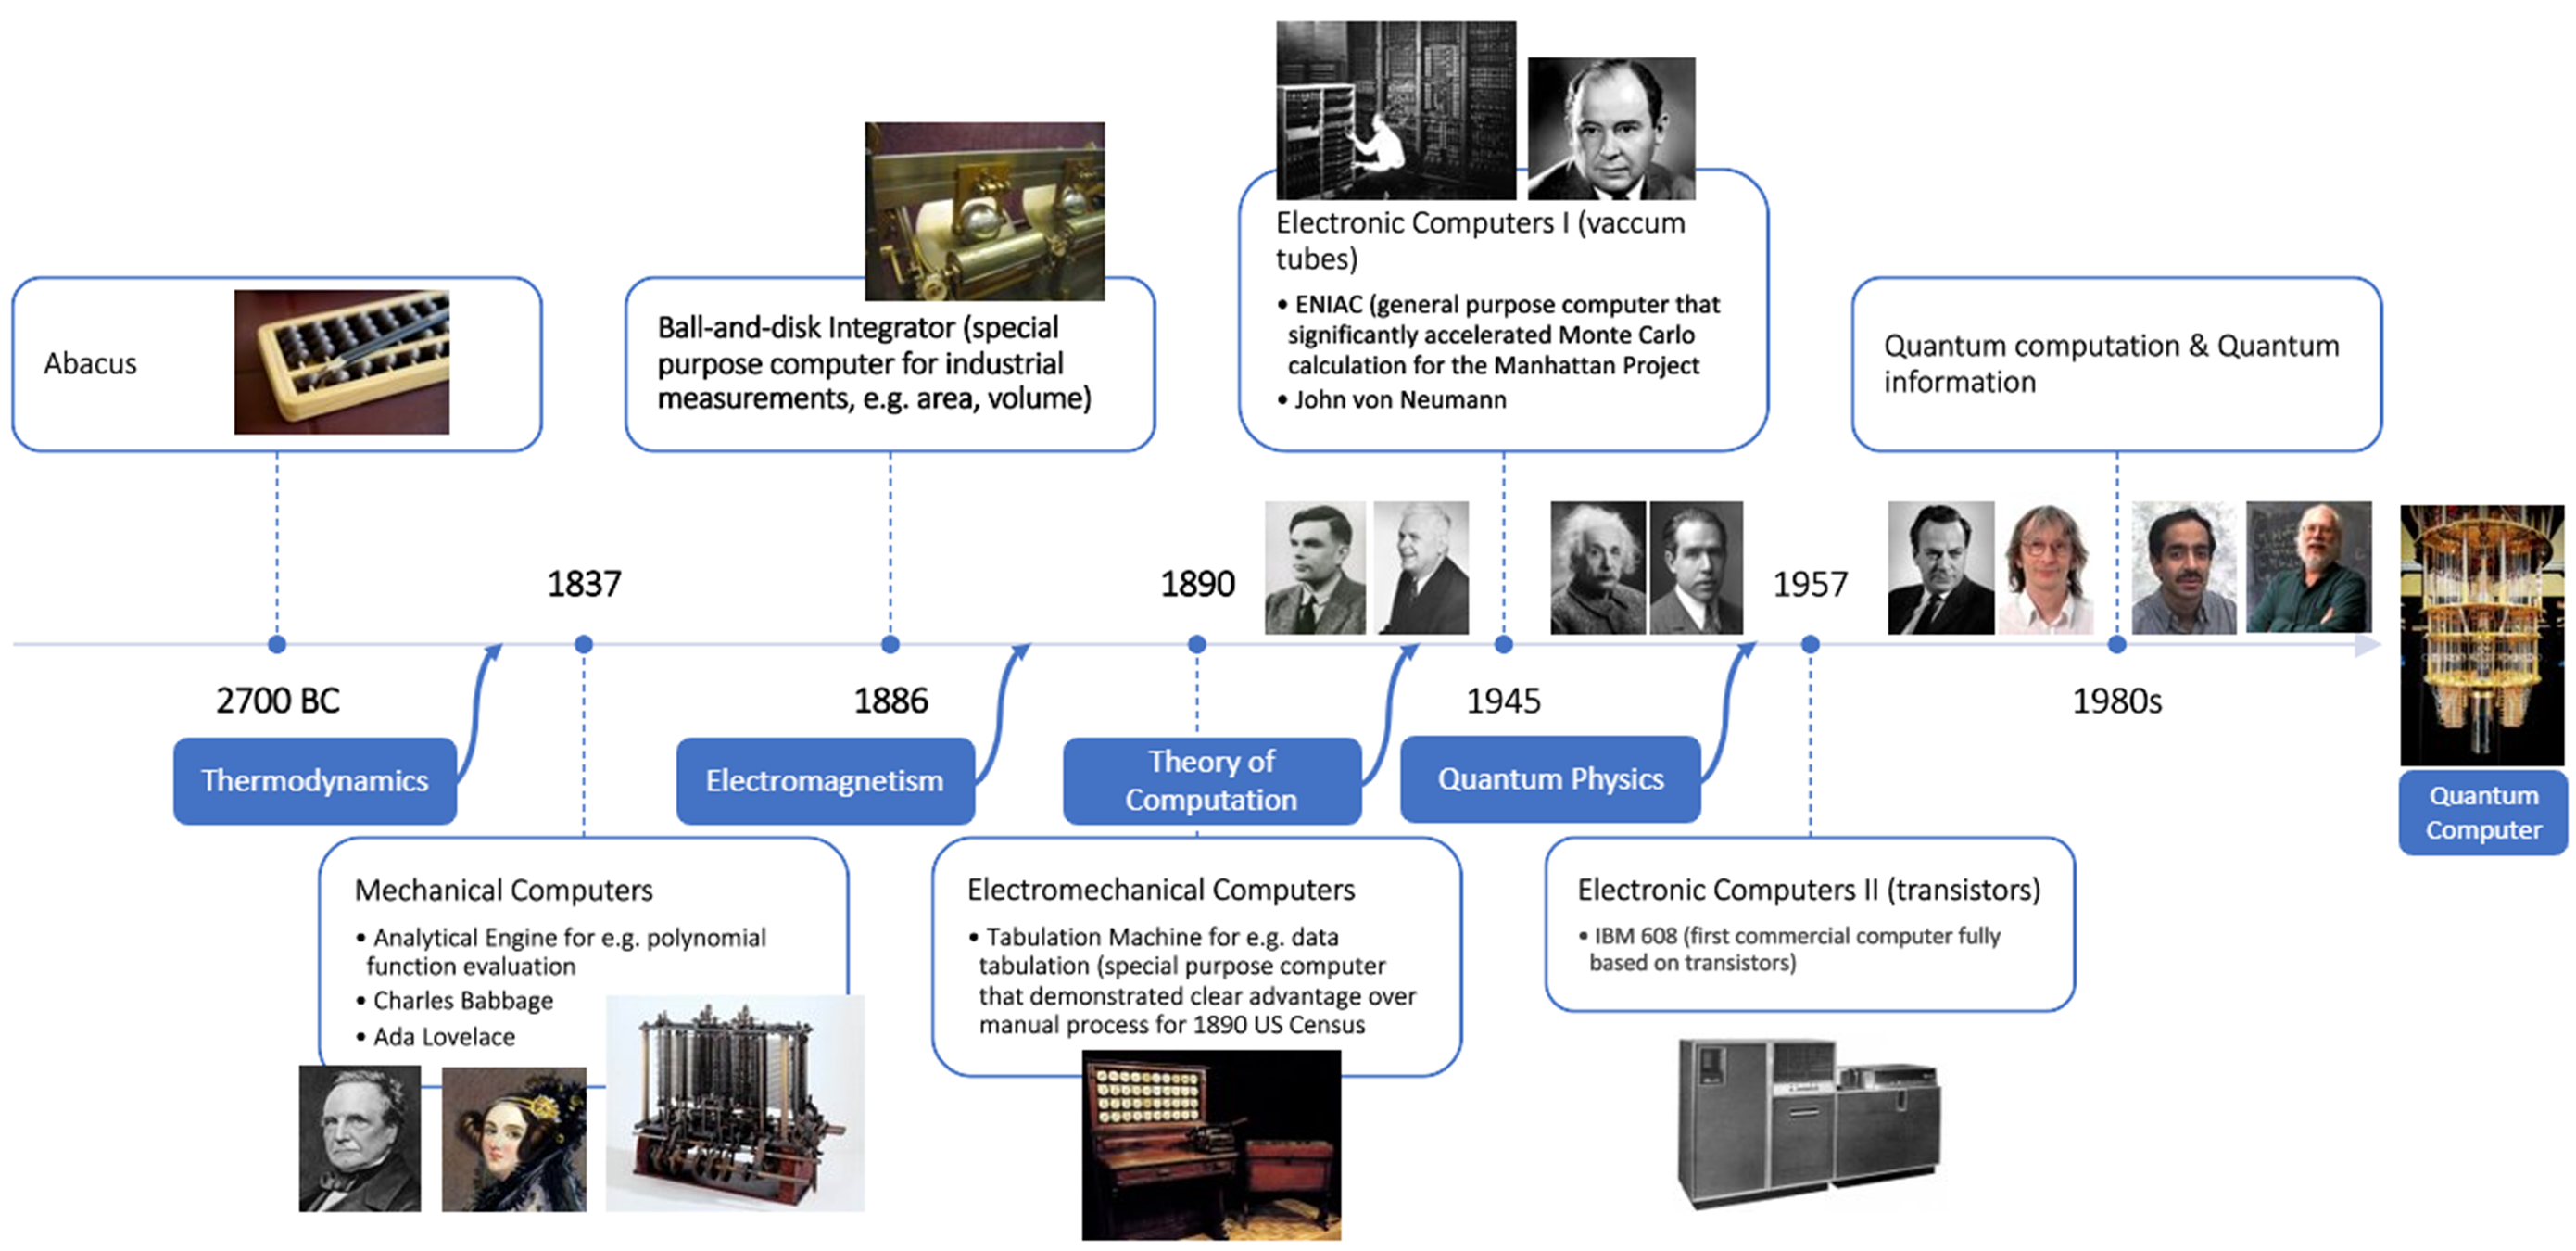 Electronic Computers I (vaccum
tubes)
• ENIAC (general purpose computer that
significantly accelerated Monte Carlo
calculation for the Manhattan Project
• John von Neumann
Abacus
Ball-and-disk Integrator (special
purpose computer for industrial
measurements, e.g. area, volume)
Quantum computation & Quantum
information
1837
1890
1957
2700 BC
1886
1945
1980s
Thermodynamics
Electromagnetism
Theory of
Computation
Quantum Physics
Quantum
Computer
Mechanical Computers
• Analytical Engine for e.g. polynomial
function evaluation
• Charles Babbage
• Ada Lovelace
Electromechanical Computers
• Tabulation Machine for e.g. data
tabulation (special purpose computer
that demonstrated clear advantage over
manual process for 1890 US Census
Electronic Computers II (transistors)
• IBM 608 (first commercial computer fully
based on transistors)